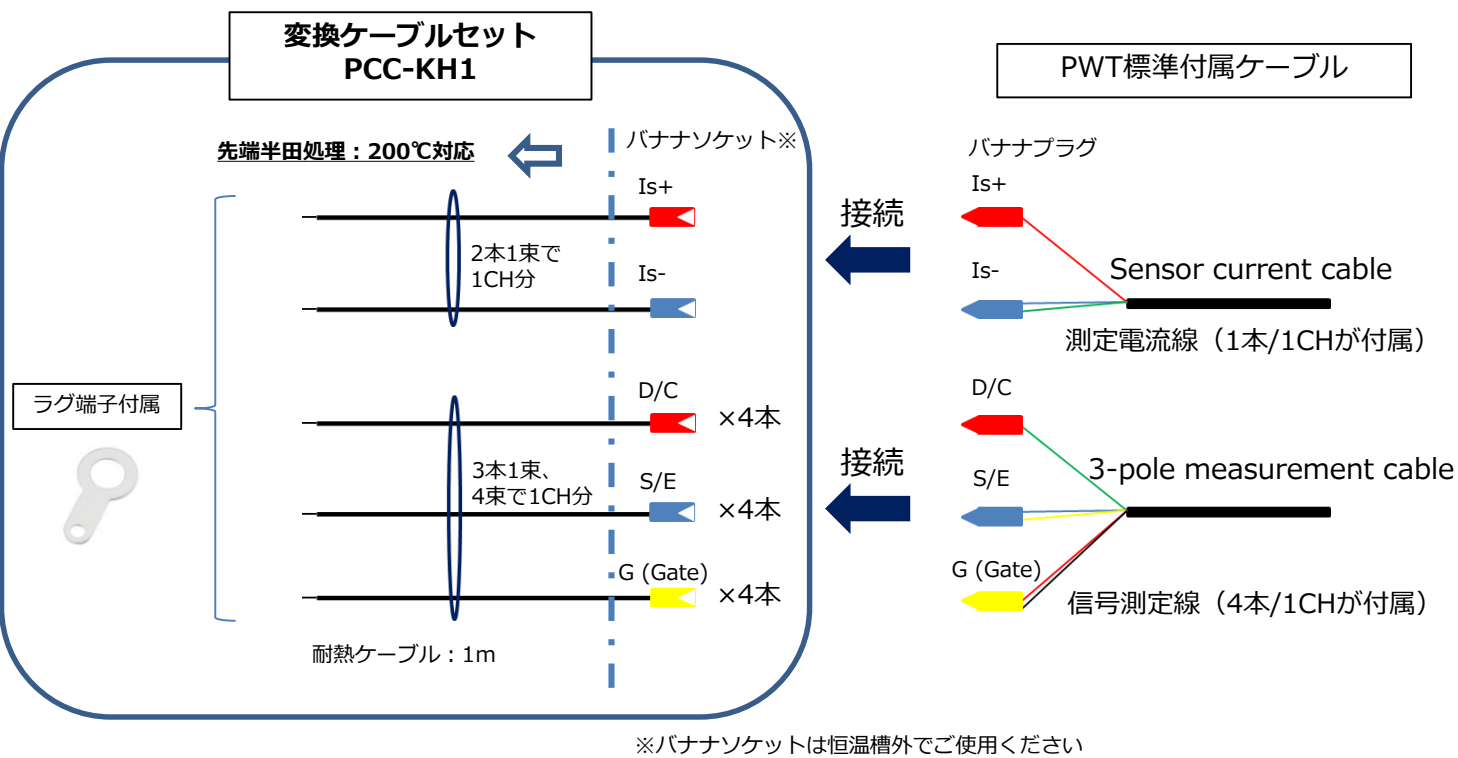 変換ケーブルセット
PCC-KH1
PWT標準付属ケーブル
先端半田処理：200℃対応
バナナソケット※
バナナプラグ
Is+
Is+
接続
2本1束で
1CH分
Is-
Is-
Sensor current cable
測定電流線（1本/1CHが付属）
ラグ端子付属
D/C
×4本
D/C
接続
3本1束、
4束で1CH分
S/E
×4本
S/E
3-pole measurement cable
G (Gate)
×4本
G (Gate)
信号測定線（4本/1CHが付属）
耐熱ケーブル：1m
※バナナソケットは恒温槽外でご使用ください